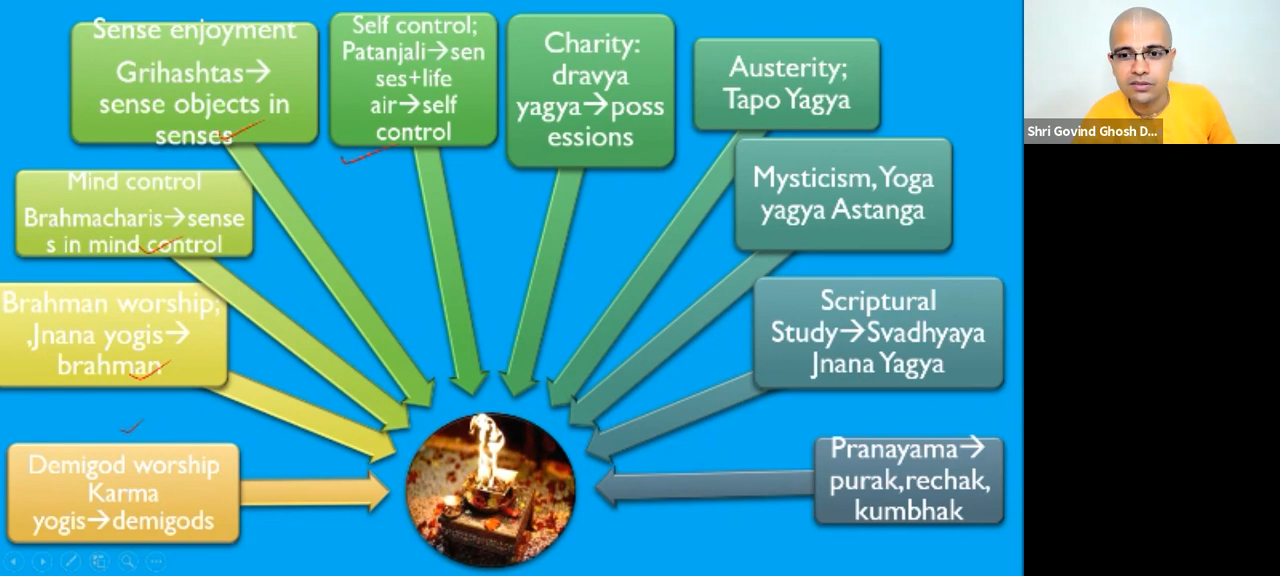 Sense enjoyment
Grihashtas→
sense objects in
senses
Self control;
Patanjali→sen
ses+life
air→self
control
Charity:
dravya
yagya→poss
essions
Austerity;
Tapo Yagya
Mind control
Brahmacharis→sense
s in mind control
Mysticism, Yoga
yagya Astanga
Brahman worship;
,Jnana yogis→
brahman
Scriptural
Study→Svadhyaya
Jnana Yagya
Demigod worship
Karma
yogis→demigods
Pranayama→
purak,rechak,
kumbhak
Shri Govind Ghosh D...